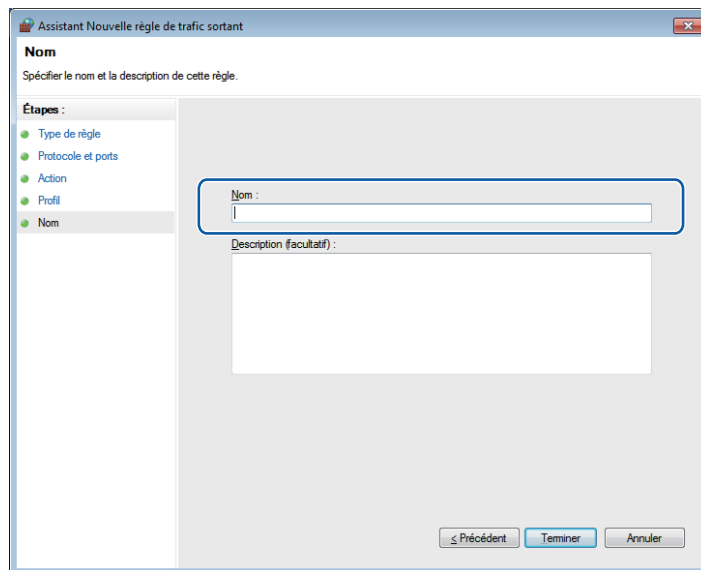 Assistant Nouvelle règle de trafic sortant
Nom
Spécifier le nom et la description de cette règle.
Étapes :
Type de règle
Protocole et ports
Action
Profil
Nom
Nom :
Description (facultatif) :
< Précédent
Terminer
Annuler